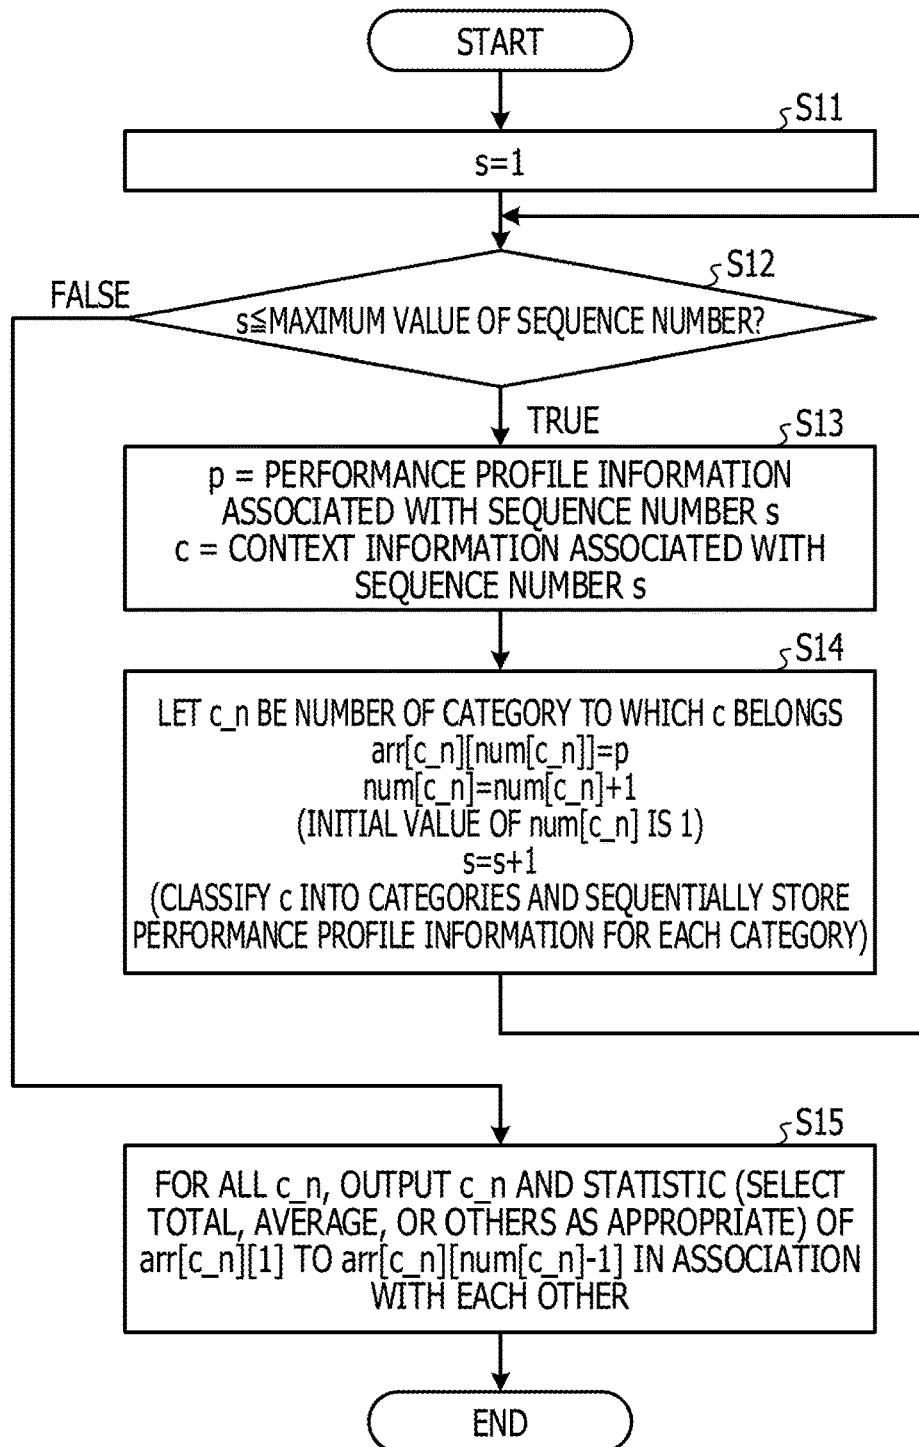 START
S11
s=1
S12
FALSE
s≦MAXIMUM VALUE OF SEQUENCE NUMBER?
TRUE
S13
p = PERFORMANCE PROFILE INFORMATION
ASSOCIATED WITH SEQUENCE NUMBER s
c = CONTEXT INFORMATION ASSOCIATED WITH
SEQUENCE NUMBER s
S14
LET c_n BE NUMBER OF CATEGORY TO WHICH c BELONGS
arr[c_n][num[c_n]]=p
num[c_n]=num[c_n]+1
(INITIAL VALUE OF num[c_n] IS 1)
s=s+1
(CLASSIFY c INTO CATEGORIES AND SEQUENTIALLY STORE
PERFORMANCE PROFILE INFORMATION FOR EACH CATEGORY)
S15
FOR ALL c_n, OUTPUT c_n AND STATISTIC (SELECT
TOTAL, AVERAGE, OR OTHERS AS APPROPRIATE) OF
arr[c_n][1] TO arr[c_n][num[c_n]-1] IN ASSOCIATION
WITH EACH OTHER
END